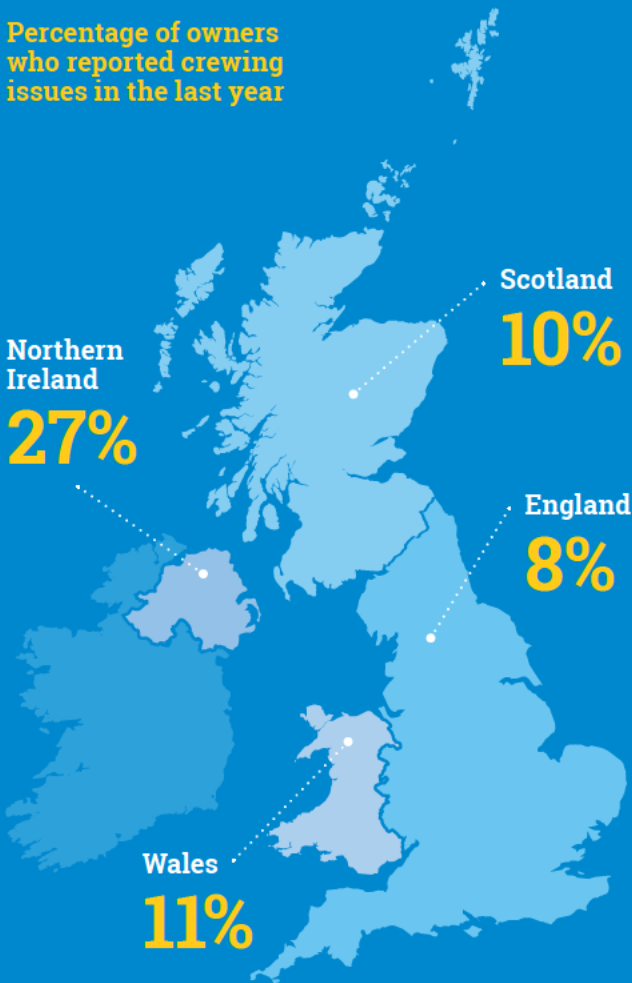 Percentage of owners
who reported crewing
issues in the last year
Scotland
10%
Northern
Ireland
27%
England
8%
Wales
11%